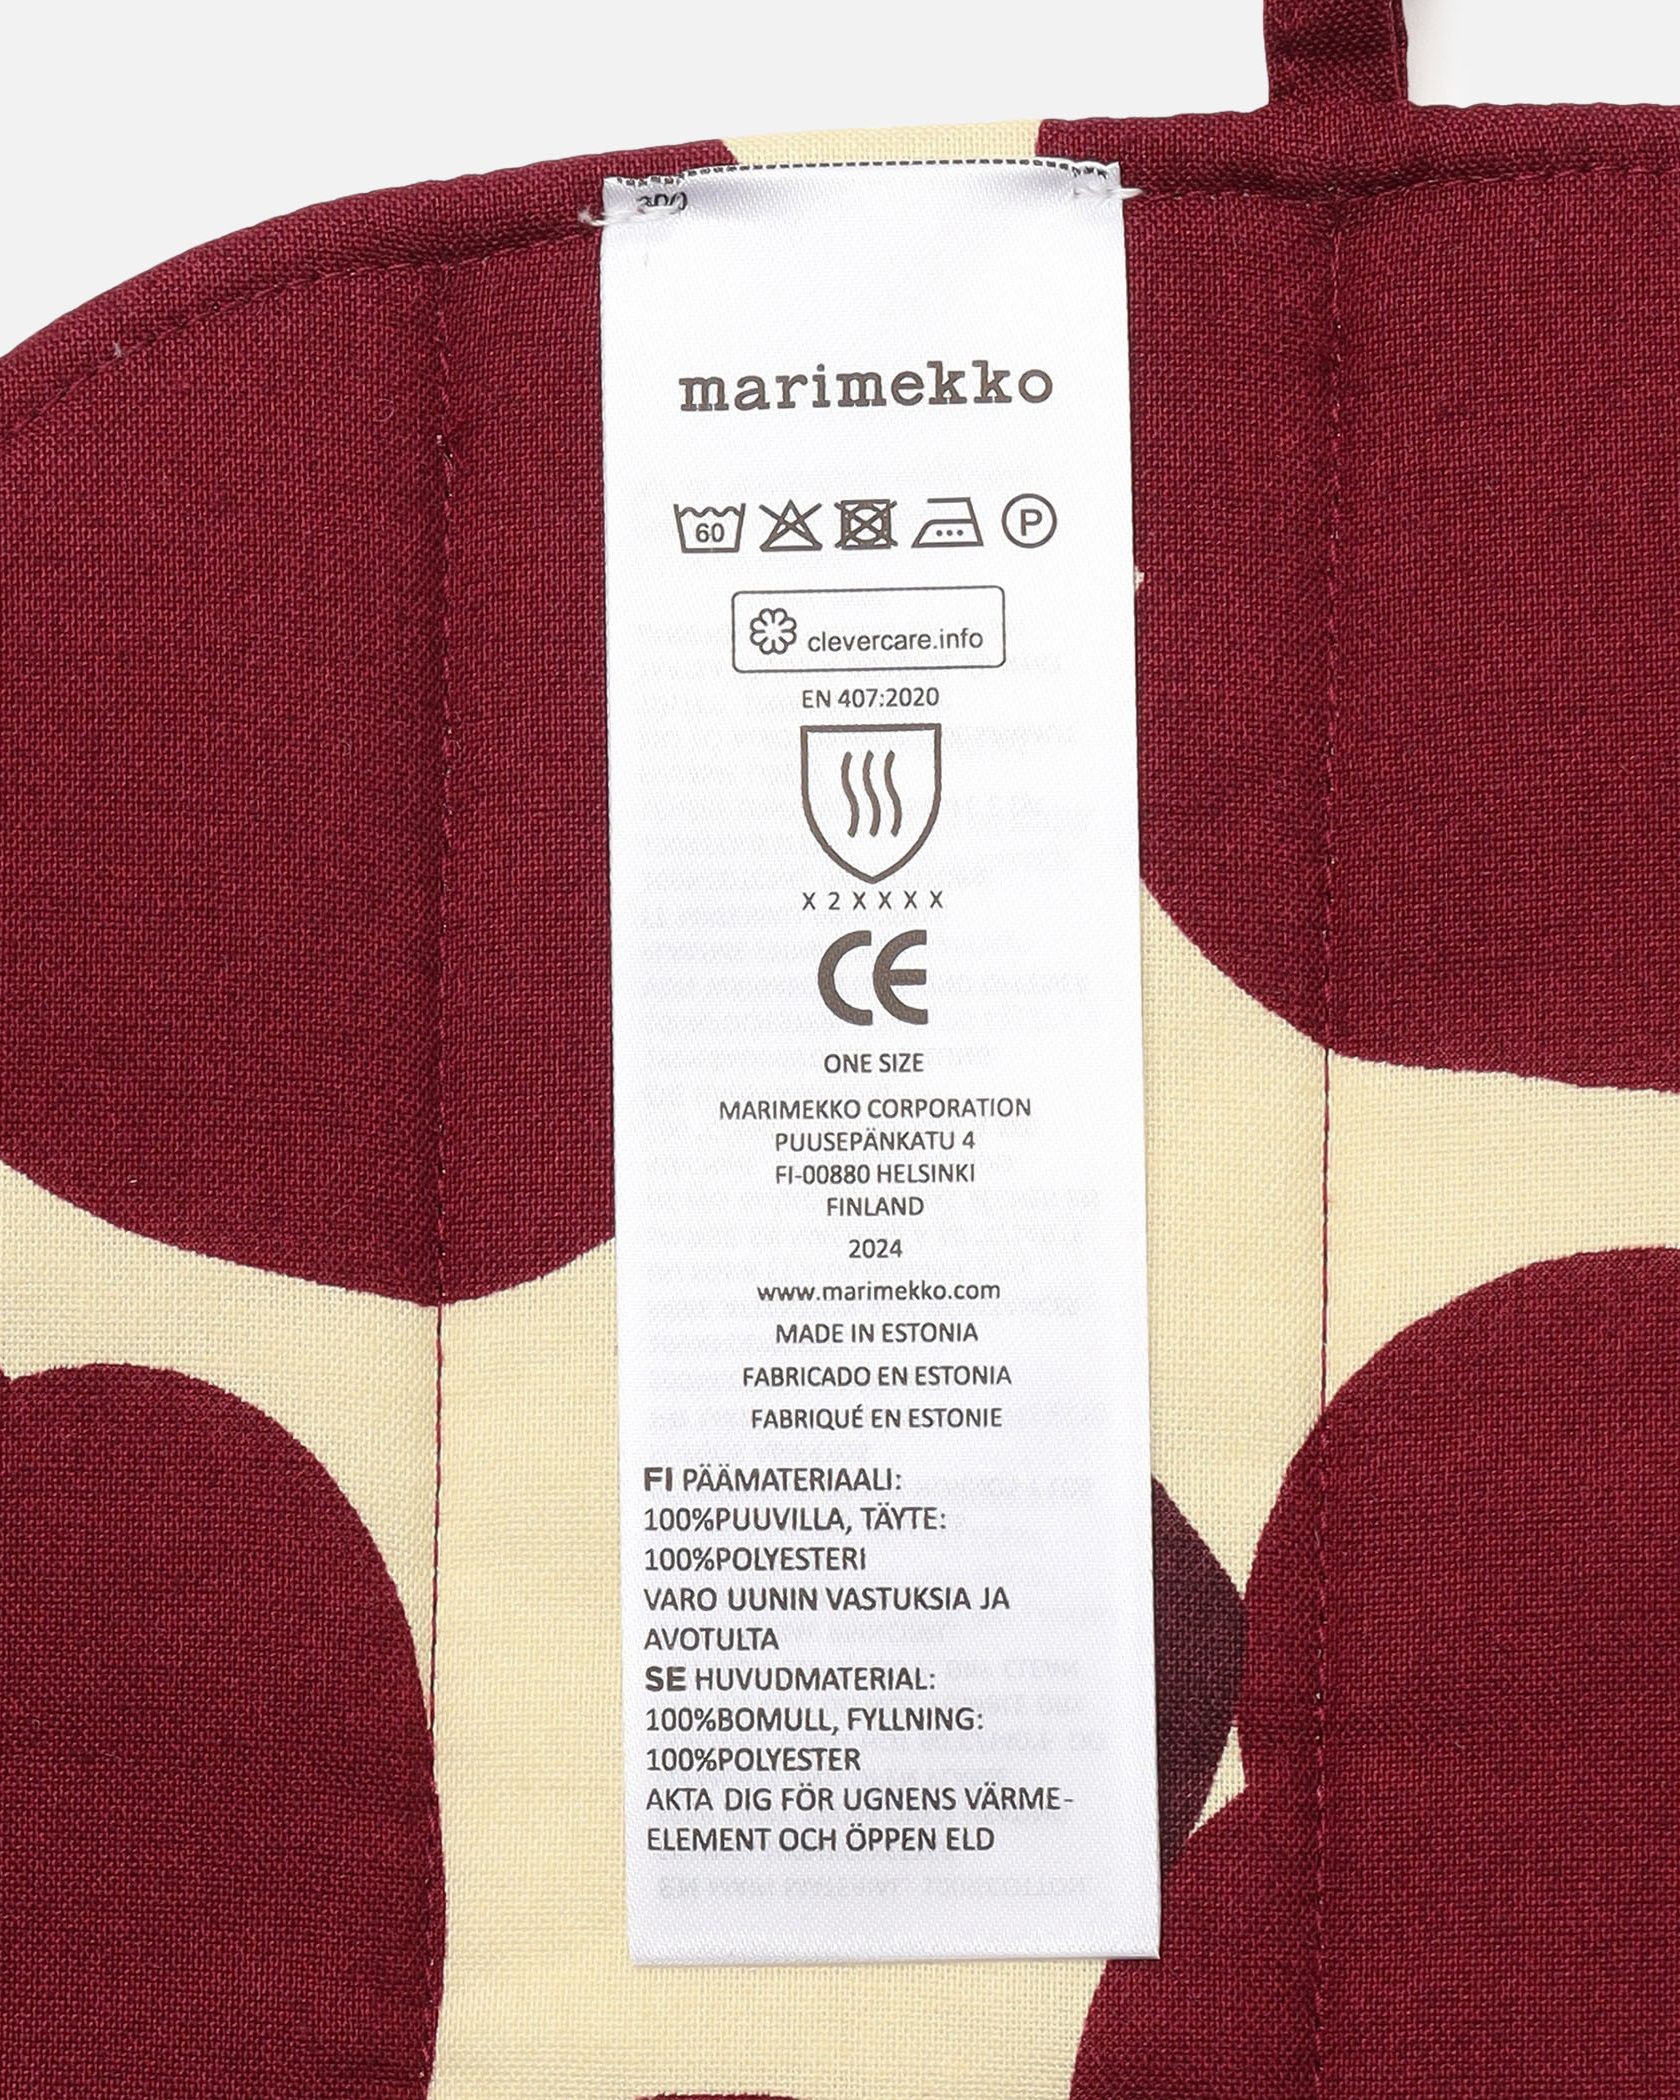 marimekko
60
P
clevercare.info
EN 407:2020
X 2 X X X X
CE
ONE SIZE
MARIMEKKO CORPORATION
PUUSEPÄNKATU 4
FI-00880 HELSINKI
FINLAND
2024
www.marimekko.com
MADE IN ESTONIA
FABRICADO EN ESTONIA
FABRIQUÉ EN ESTONIE
FI PÄÄMATERIAALI:
100%PUUVILLA, TÄYTE:
100%POLYESTERI
VARO UUNIN VASTUKSIA JA
AVOTULTA
SE HUVUDMATERIAL:
100%BOMULL, FYLLNING:
100%POLYESTER
AKTA DIG FÖR UGNENS VÄRME-
ELEMENT OCH ÖPPEN ELD